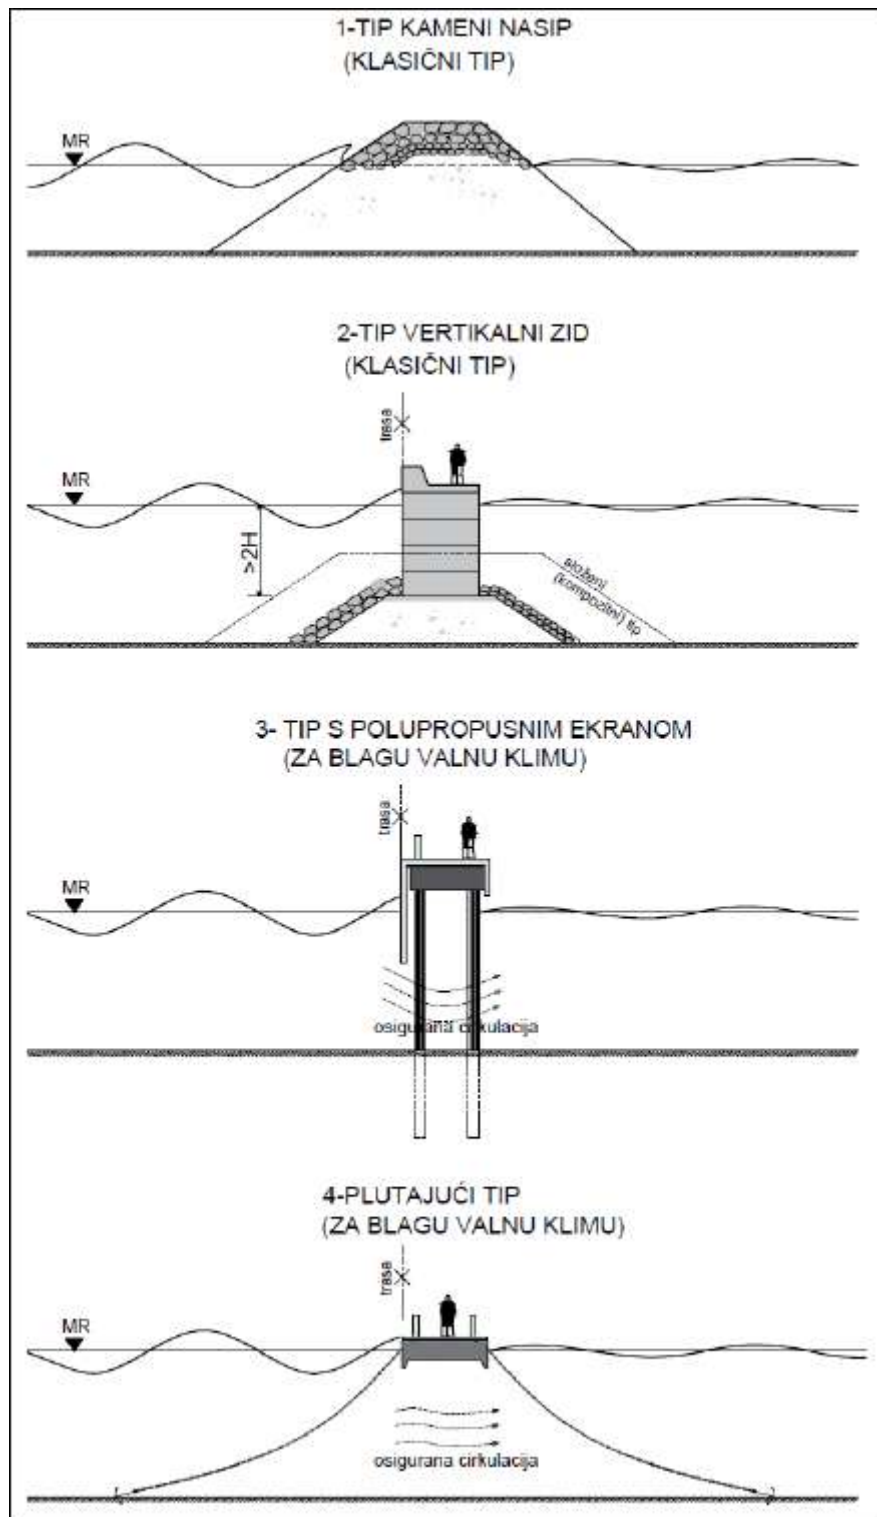 1-TIP KAMENI NASIP
(KLASIČNI TIP)
MR
2-TIP VERTIKALNI ZID
(KLASIČNI TIP)
trasa
MR
>2H
složeni
(kompozitni) tip
3- TIP S POLUPROPUSNIM EKRANOM
(ZA BLAGU VALNU KLIMU)
trasa
MR
osigurana cirkulacija
4-PLUTAJUĆI TIP
(ZA BLAGU VALNU KLIMU)
trasa
MR
osigurana cirkulacija